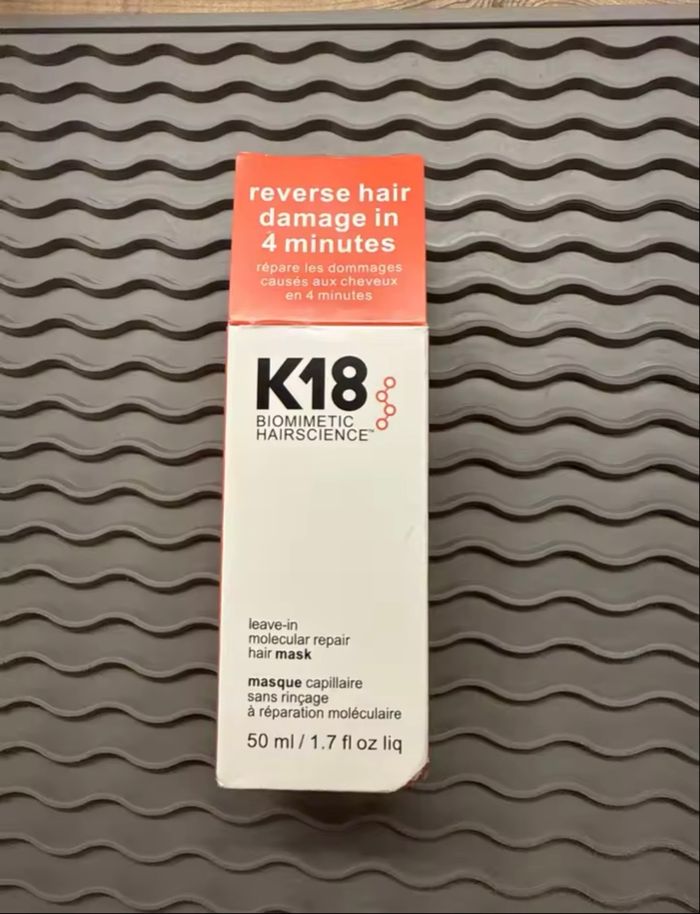 reverse hair
damage in
4 minutes
répare les dommages
causés aux cheveux
en 4 minutes
K18
BIOMIMETIC
HAIRSCIENCE™
leave-in
molecular repair
hair mask
masque capillaire
sans rinçage
à réparation moléculaire
50 ml / 1.7 fl oz liq